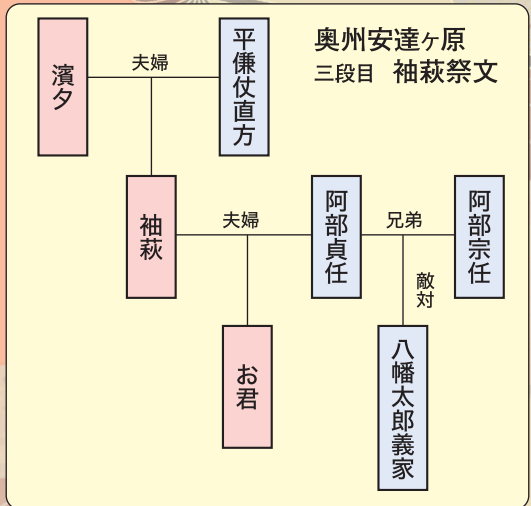 奥州安達ヶ原
三段目 袖萩祭文
濱夕
夫婦
平傔仗直方
袖萩
夫婦
阿部貞任
兄弟
阿部宗任
敵対
お君
八幡太郎義家